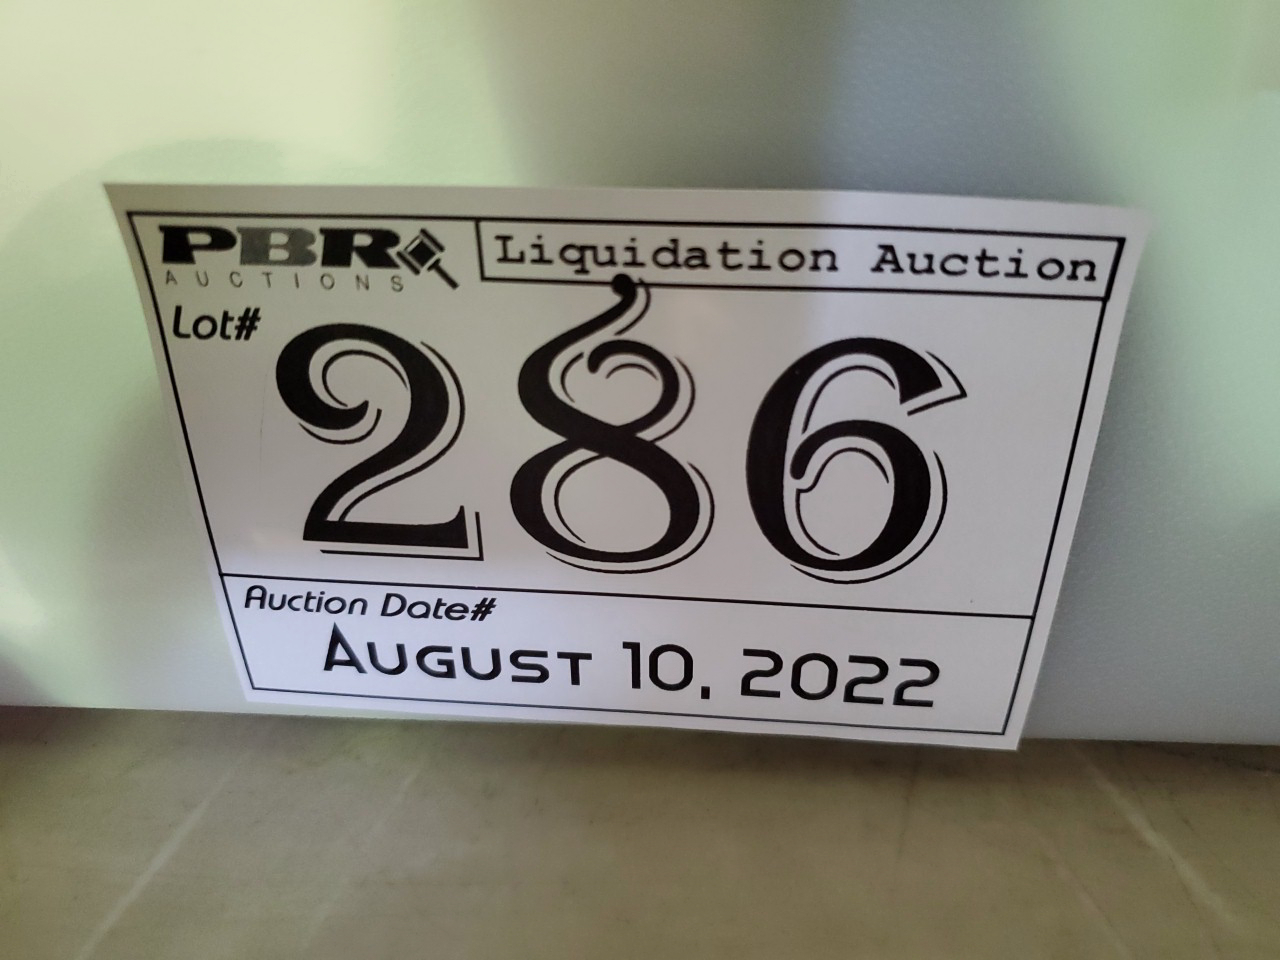 PBR
AUCTIONS
Liquidation Auction
Lot#
286
Auction Date#
August 10, 2022